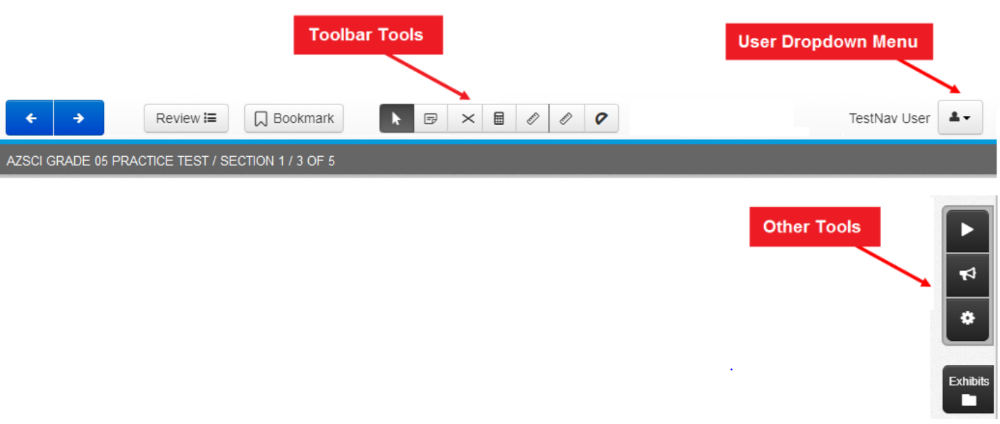 Toolbar Tools
User Dropdown Menu
Review
Bookmark
TestNav User
AZSCI GRADE 05 PRACTICE TEST / SECTION 1 / 3 OF 5
Other Tools
Exhibits